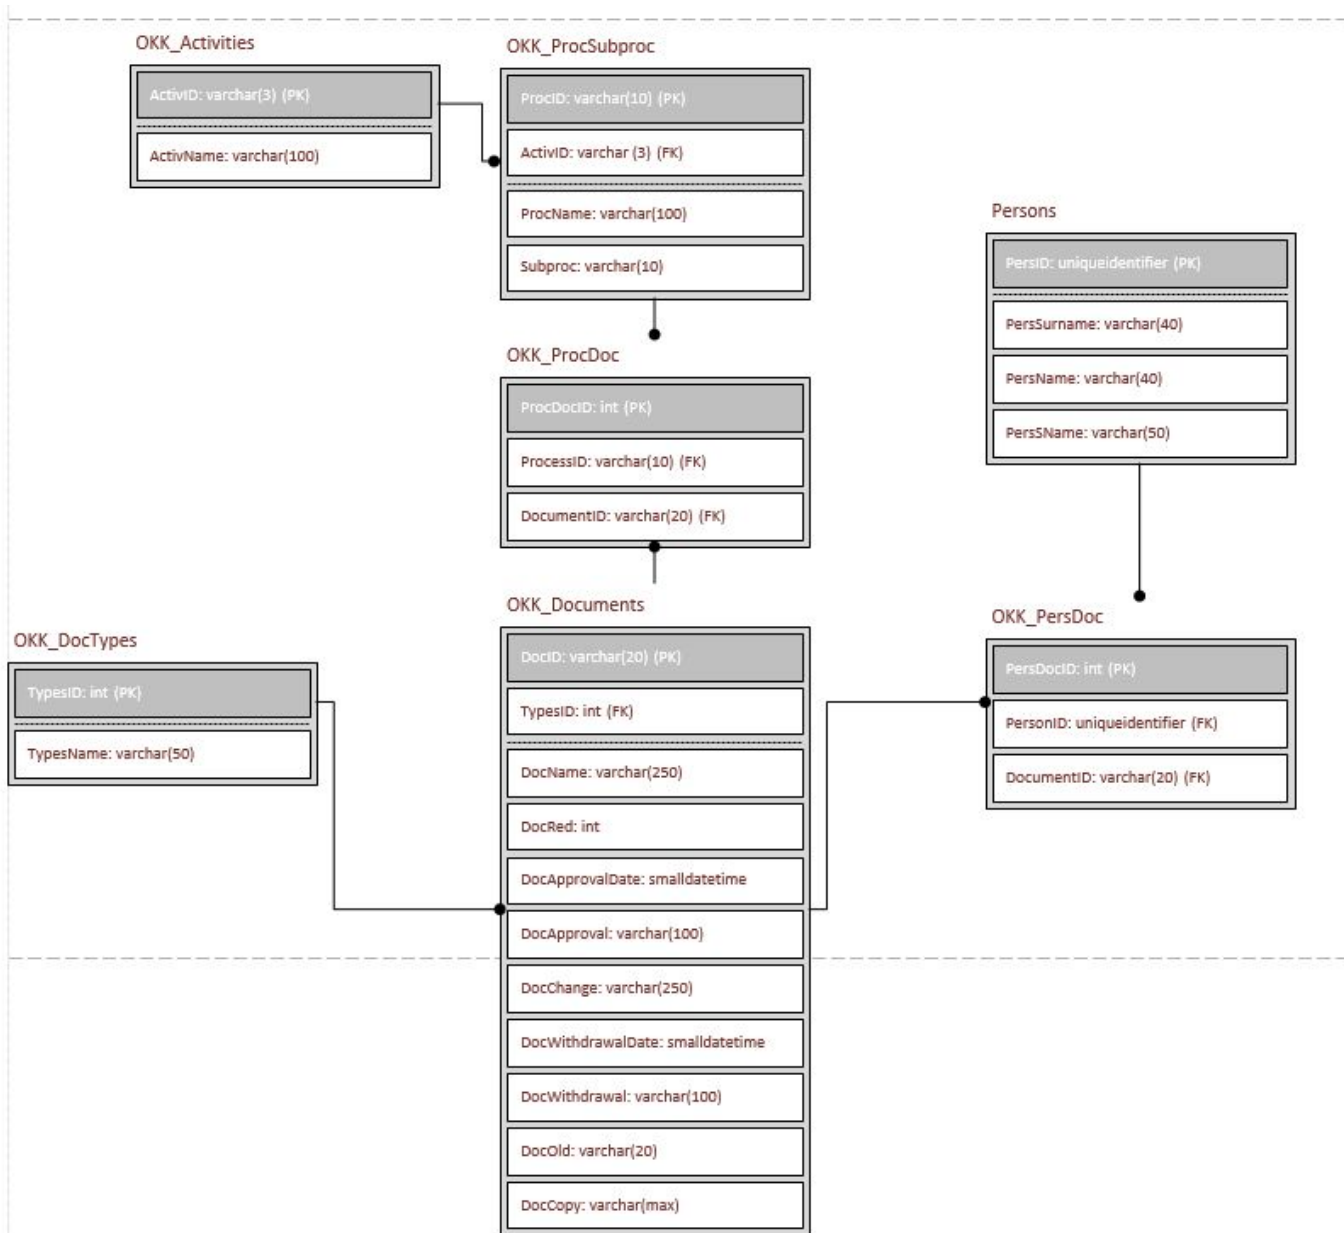 OKK_Activities
ActivID: varchar(3) (PK)
ActivName: varchar(100)
OKK_ProcSubproc
ProcID: varchar(10) (PK)
ActivID: varchar (3) (FK)
ProcName: varchar(100)
Subproc: varchar(10)
Persons
PersID: uniqueidentifier (PK)
PersSurname: varchar(40)
PersName: varchar(40)
PersSName: varchar(50)
OKK_ProcDoc
ProcDocID: int (PK)
ProcessID: varchar(10) (FK)
DocumentID: varchar(20) (FK)
OKK_DocTypes
TypesID: int (PK)
TypesName: varchar(50)
OKK_Documents
DocID: varchar(20) (PK)
TypesID: int (FK)
DocName: varchar(250)
DocRed: int
DocApprovalDate: smalldatetime
DocApproval: varchar(100)
DocChange: varchar(250)
DocWithdrawalDate: smalldatetime
DocWithdrawal: varchar(100)
DocOld: varchar(20)
DocCopy: varchar(max)
OKK_PersDoc
PersDocID: int (PK)
PersonID: uniqueidentifier (FK)
DocumentID: varchar(20) (FK)